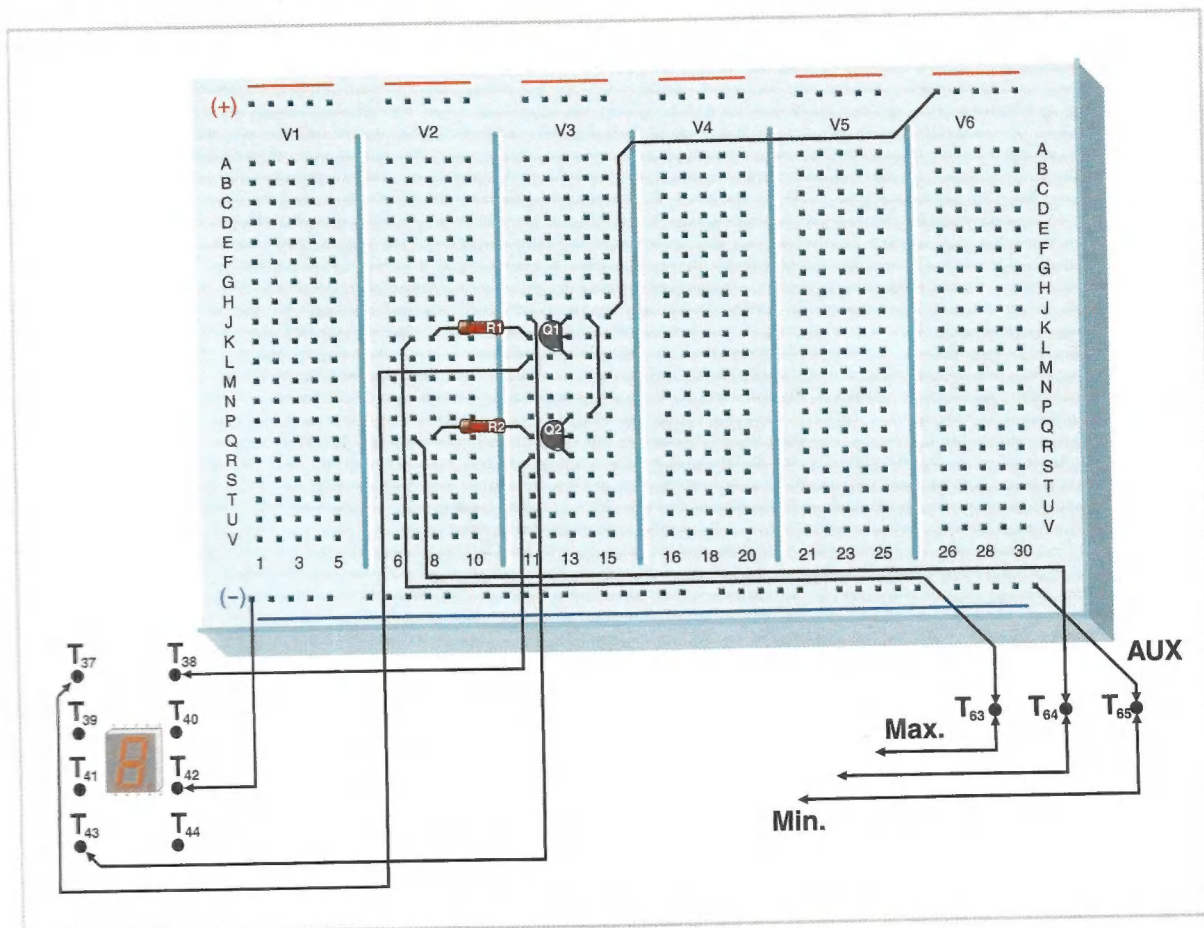 (+)
V1 V2 V3 V4 V5 V6
A A
B B
C C
D D
E E
F F
G G
H H
J J
K R1 Q1 K
L L
M M
N N
P P
Q R2 Q2 Q
R R
S S
T T
U U
V V
1 3 5 6 8 10 11 13 15 16 18 20 21 23 25 26 28 30
(-)
AUX
T37 T38
T39 T40
T41 T42
T43 T44
T63 T64 T65
Max.
Min.